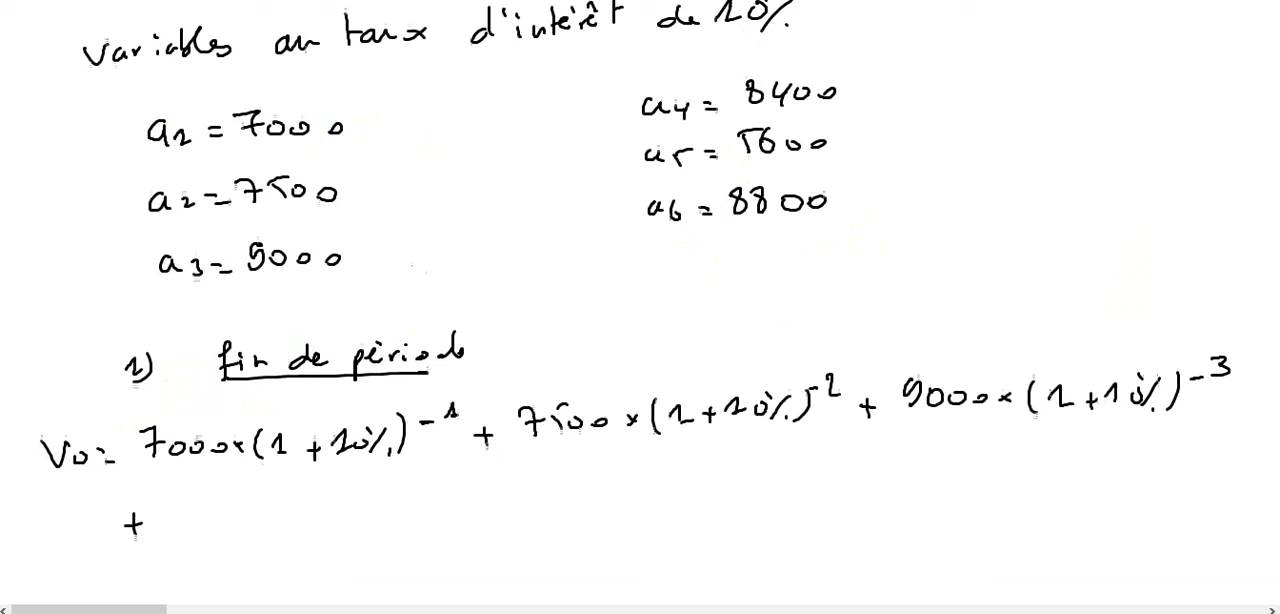 variables au taux d'intérêt de 10%.
a1 = 7000
a2 = 7500
a3 = 9000
a4 = 8400
a5 = 5600
a6 = 8800
1) fin de période
V0 = 7000×(1+10%)^-1 + 7500×(1+10%)^-2 + 9000×(1+10%)^-3
+